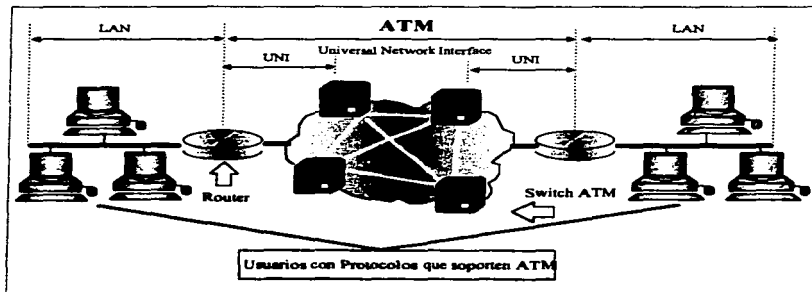 LAN
ATM
LAN
UNI
Universal Network Interface
UNI
Router
Switch ATM
Usuarios con Protocolos que soporten ATM